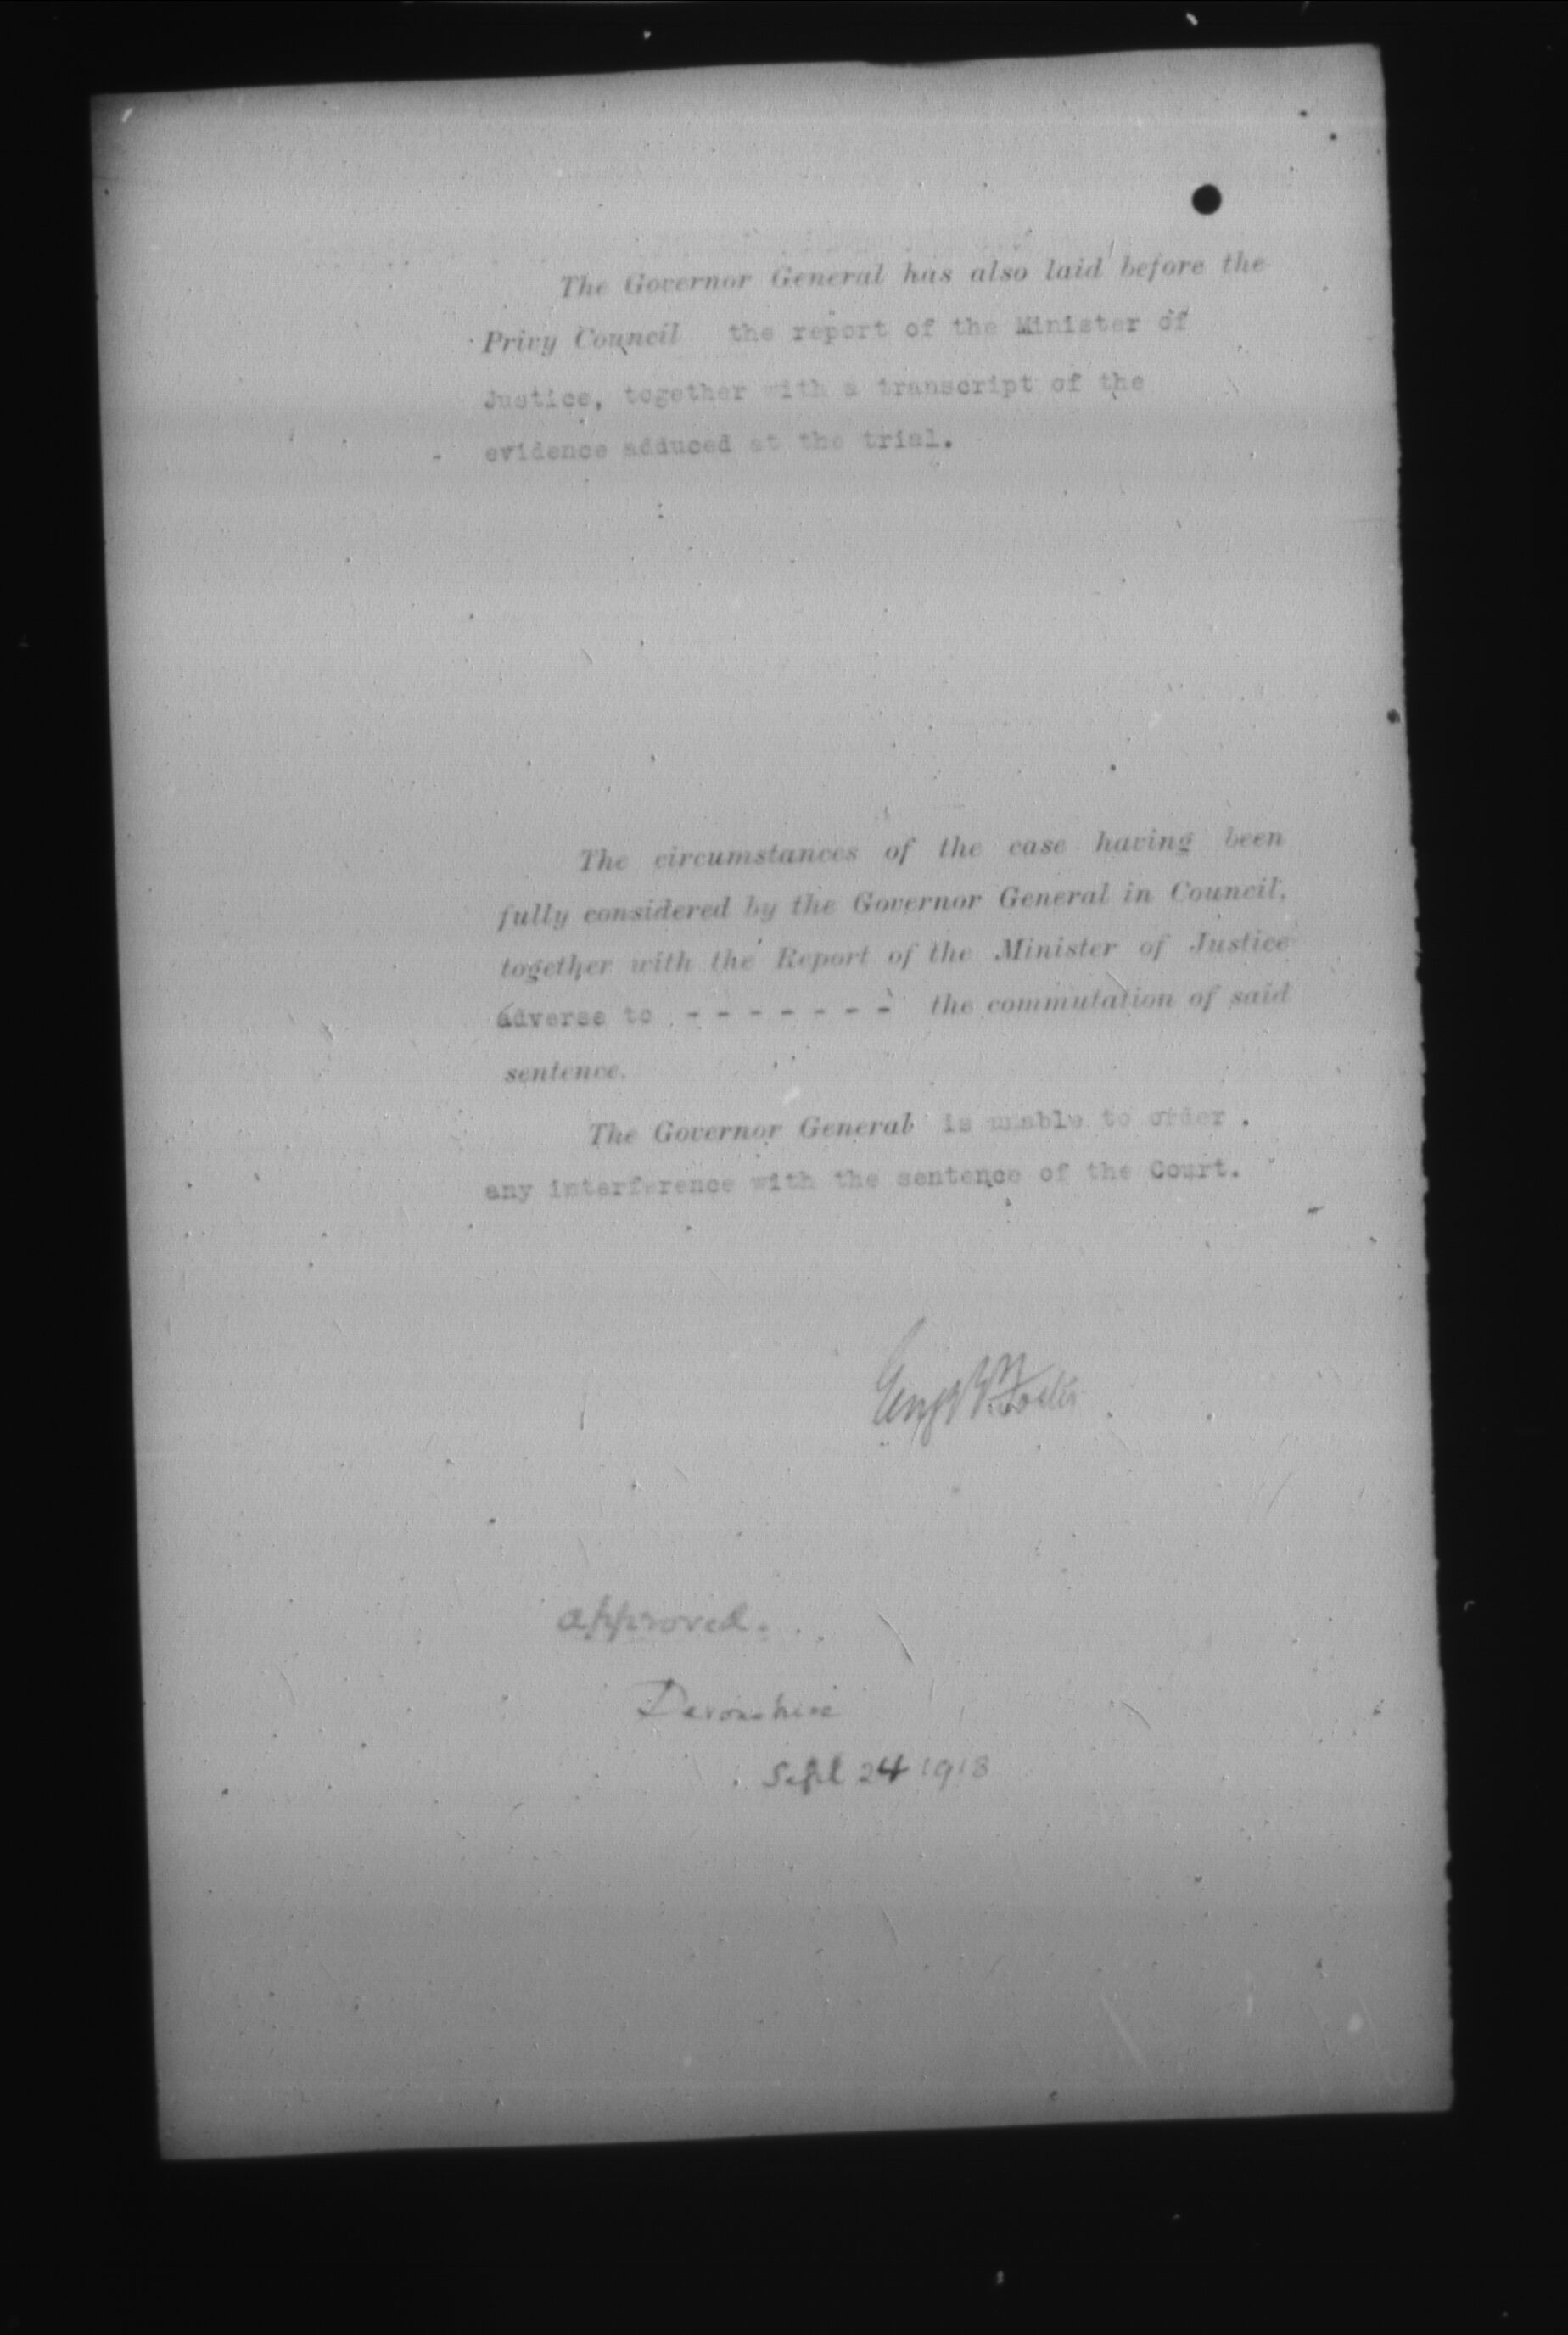 The Governor General has also laid before the
Privy Council the report of the Minister of
Justice, together with a transcript of the
evidence adduced at the trial.
The circumstances of the case having been
fully considered by the Governor General in Council,
together with the Report of the Minister of Justice
adverse to - - - - - - - the commutation of said
sentence.
The Governor General is unable to order
any interference with the sentence of the Court.
Foster
approved.
Devonshire
Sept 24 1918